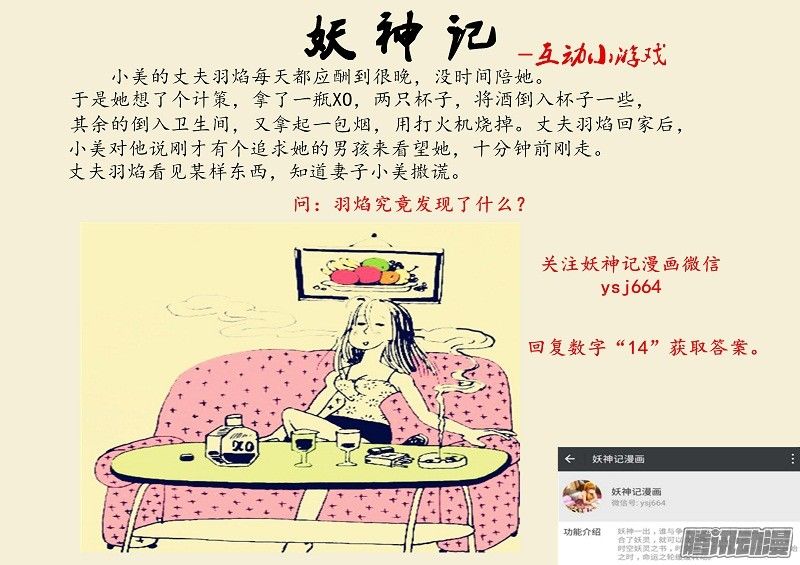 妖神记
-互动小游戏
小美的丈夫羽焰每天都应酬到很晚，没时间陪她。
于是她想了个计策，拿了一瓶XO，两只杯子，将酒倒入杯子一些，
其余的倒入卫生间，又拿起一包烟，用打火机烧掉。丈夫羽焰回家后，
小美对他说刚才有个追求她的男孩来看望她，十分钟前刚走。
丈夫羽焰看见某样东西，知道妻子小美撒谎。
问：羽焰究竟发现了什么？
关注妖神记漫画微信
ysj664
回复数字“14”获取答案。
XO
妖神记漫画
妖神记漫画
微信号: ysj664
功能介绍
妖神一出，谁与争
合了妖灵，就可以
时空妖灵之书，
之时，命运之轮
腾讯动漫